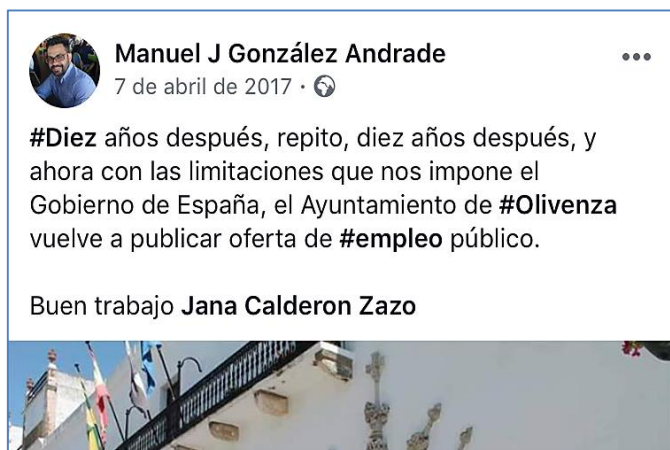 Manuel J González Andrade
7 de abril de 2017 ·
#Diez años después, repito, diez años después, y
ahora con las limitaciones que nos impone el
Gobierno de España, el Ayuntamiento de #Olivenza
vuelve a publicar oferta de #empleo público.
Buen trabajo Jana Calderon Zazo